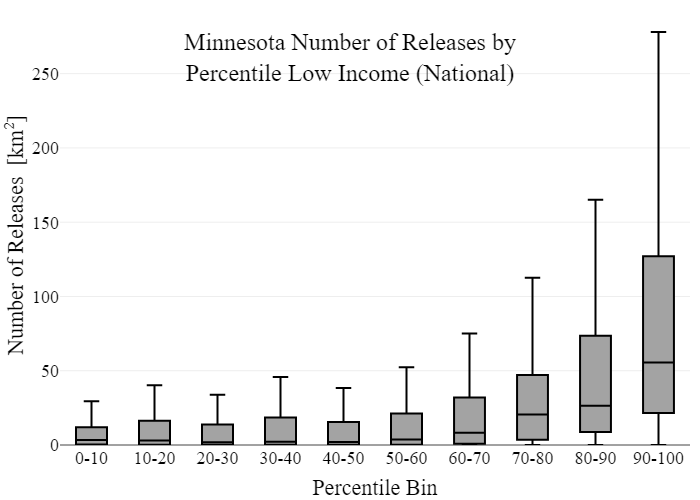 Minnesota Number of Releases by
Percentile Low Income (National)
Number of Releases [km²]
250
200
150
100
50
0
0-10 10-20 20-30 30-40 40-50 50-60 60-70 70-80 80-90 90-100
Percentile Bin